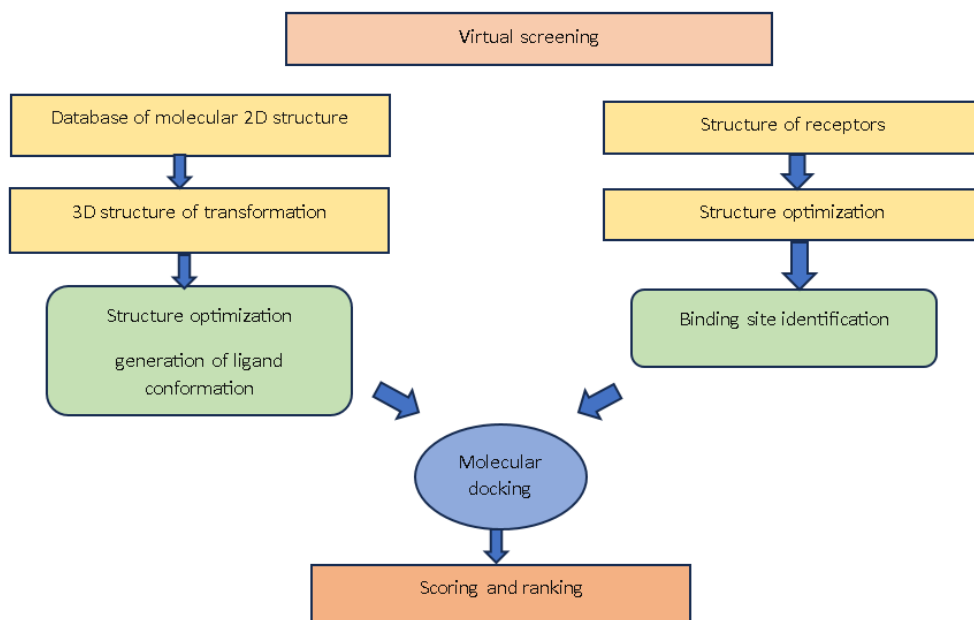 Virtual screening
Database of molecular 2D structure
Structure of receptors
3D structure of transformation
Structure optimization
Structure optimization
generation of ligand
conformation
Binding site identification
Molecular
docking
Scoring and ranking